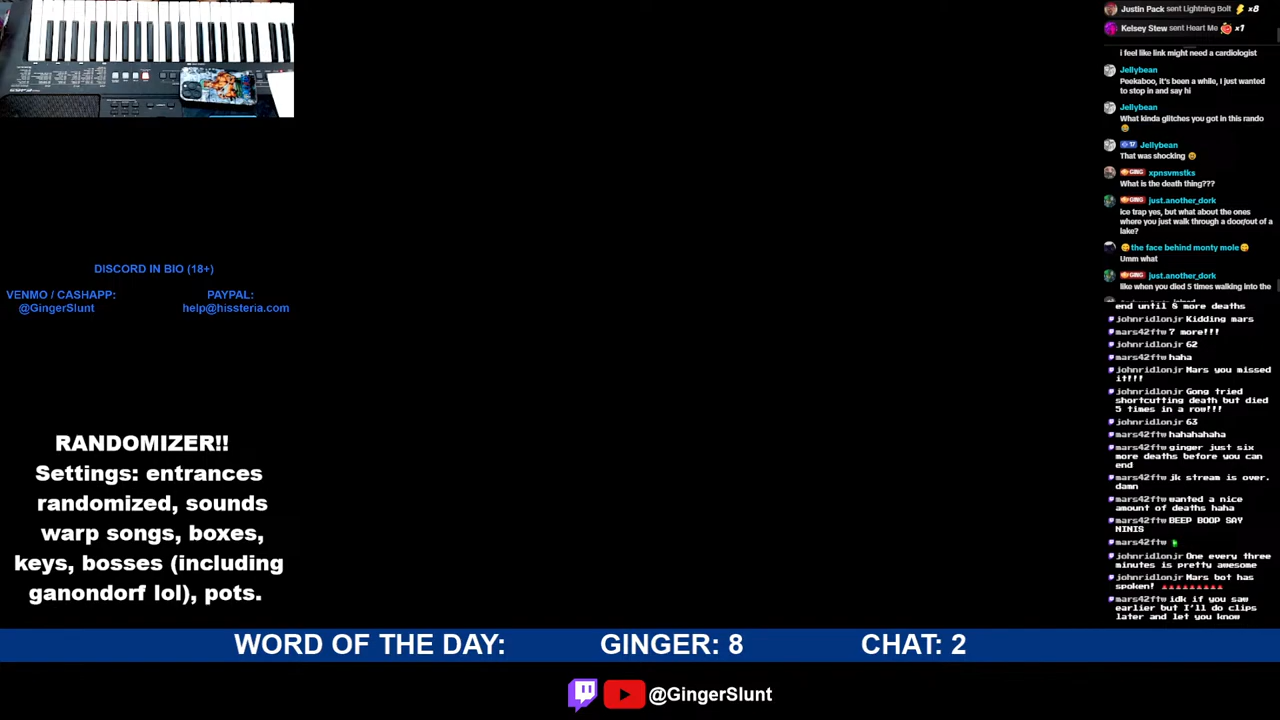 Justin Pack sent Lightning Bolt x8
Kelsey Stew sent Heart Me x1
i feel like link might need a cardiologist
Jellybean
Peekaboo, it's been a while, I just wanted
to stop in and say hi
Jellybean
What kinda glitches you got in this rando
17 Jellybean
That was shocking
GING xpnsvmstks
What is the death thing???
GING just.another_dork
ice trap yes, but what about the ones
where you just walk through a door/out of a
lake?
the face behind monty mole
Umm what
GING just.another_dork
like when you died 5 times walking into the
end until 8 more deaths
johnridlonjr Kidding mars
mars42ftw 7 more!!!
johnridlonjr 62
mars42ftw haha
johnridlonjr Mars you missed
it!!!
johnridlonjr Gong tried
shortcutting death but died
5 times in a row!!!
johnridlonjr 63
mars42ftw hahahahaha
mars42ftw ginger just six
more deaths before you can
end
mars42ftw jk stream is over.
damn
mars42ftw wanted a nice
amount of deaths haha
mars42ftw BEEP BOOP SAY
NINIS
mars42ftw
johnridlonjr One every three
minutes is pretty awesome
johnridlonjr Mars bot has
spoken!
mars42ftw idk if you saw
earlier but I'll do clips
later and let you know
DISCORD IN BIO (18+)
VENMO / CASHAPP: PAYPAL:
@GingerSlunt help@hissteria.com
RANDOMIZER!!
Settings: entrances
randomized, sounds
warp songs, boxes,
keys, bosses (including
ganondorf lol), pots.
WORD OF THE DAY: GINGER: 8 CHAT: 2
@GingerSlunt